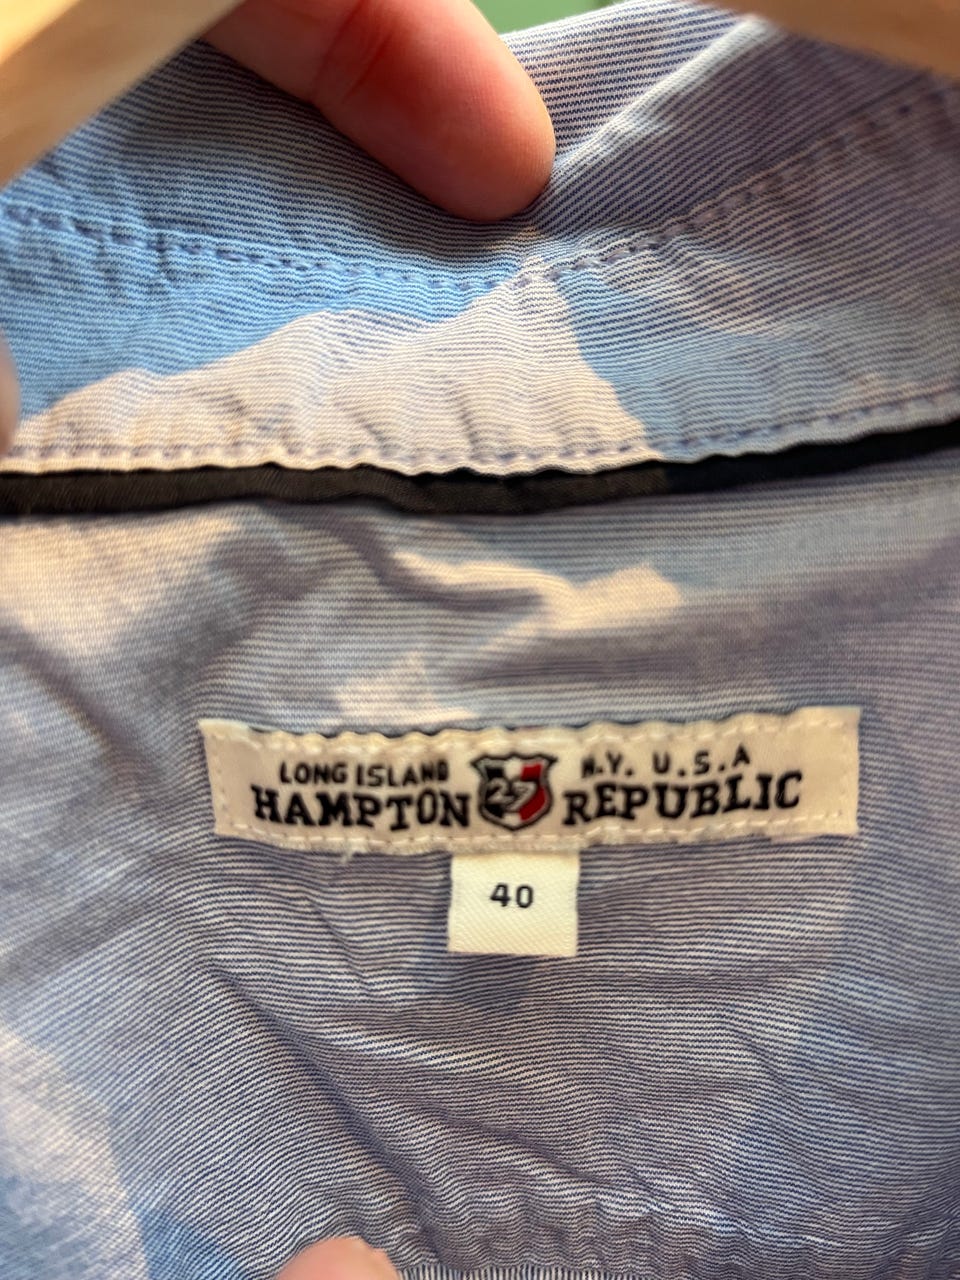 LONG ISLAND N.Y. U.S.A
HAMPTON 27 REPUBLIC
40